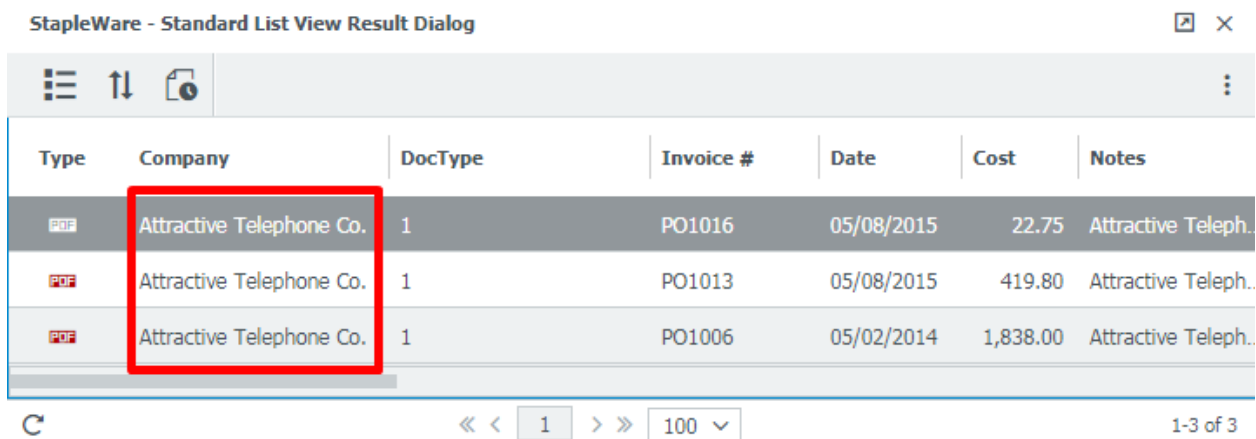 StapleWare - Standard List View Result Dialog
Type Company DocType Invoice # Date Cost Notes
PDF Attractive Telephone Co. 1 PO1016 05/08/2015 22.75 Attractive Teleph..
PDF Attractive Telephone Co. 1 PO1013 05/08/2015 419.80 Attractive Teleph..
PDF Attractive Telephone Co. 1 PO1006 05/02/2014 1,838.00 Attractive Teleph..
1 100 1-3 of 3